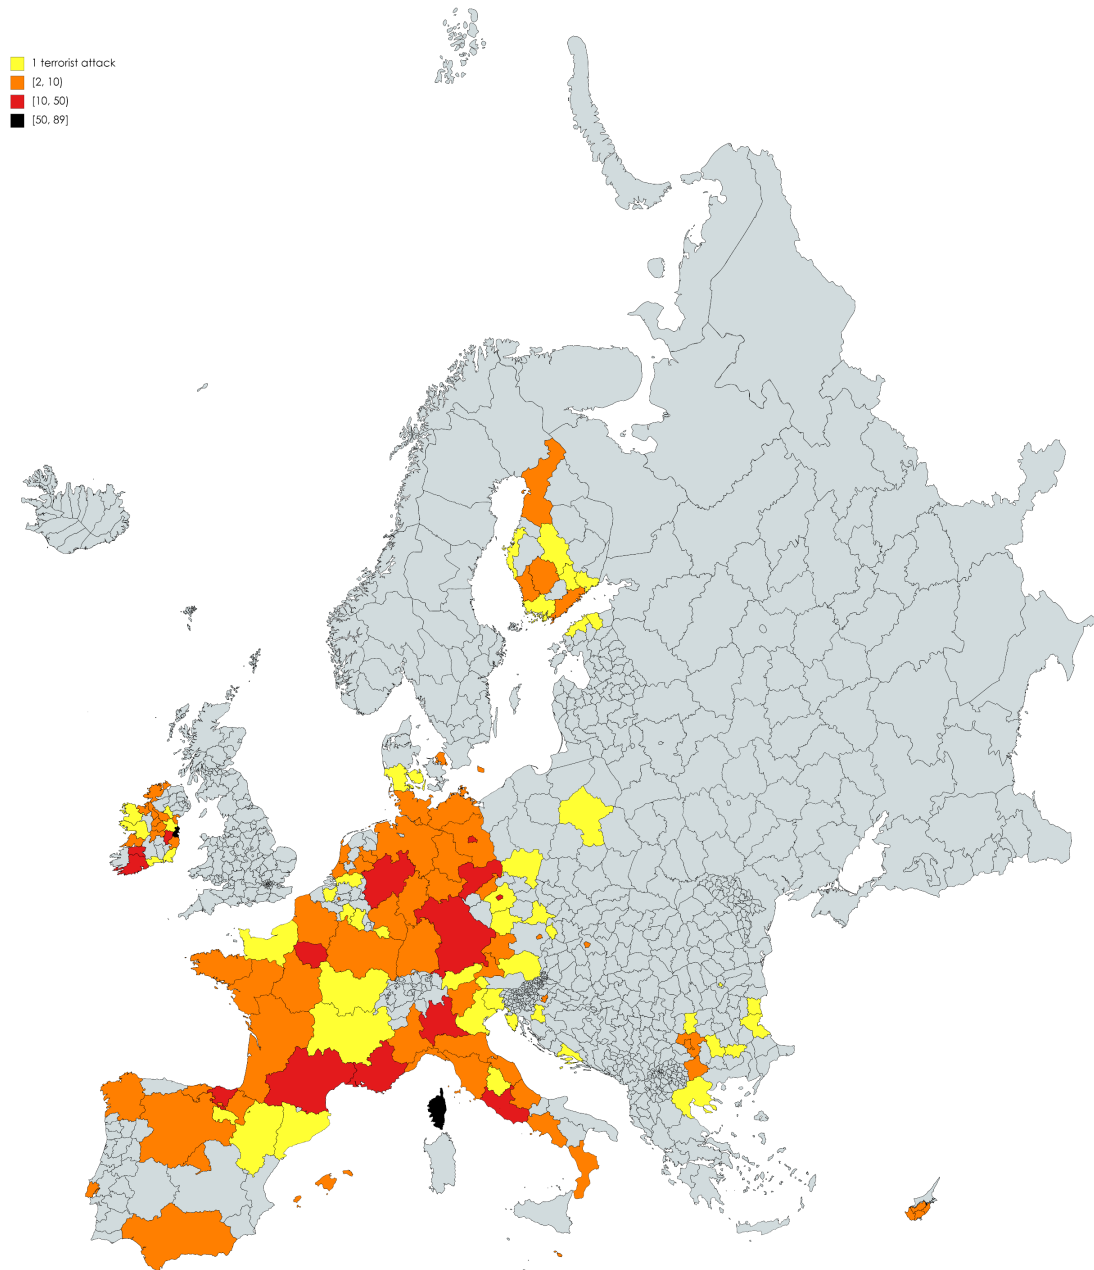 1 terrorist attack
[2, 10)
[10, 50)
[50, 89]